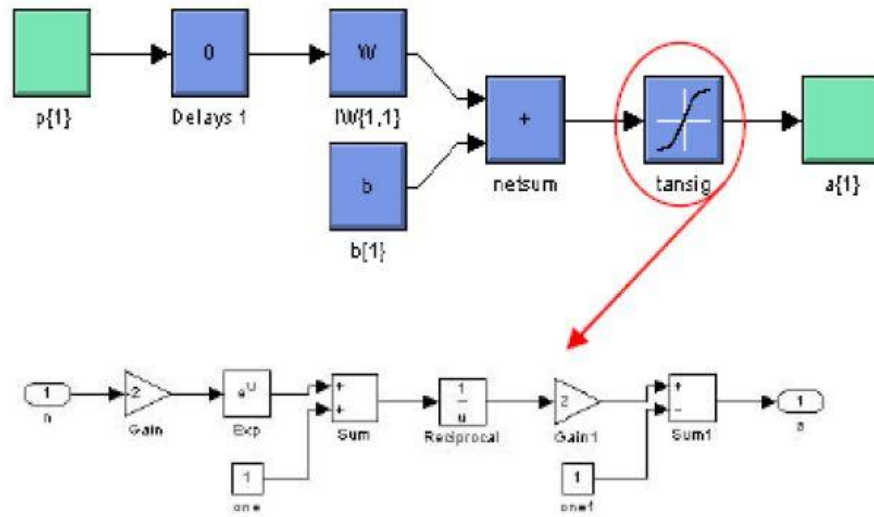 0
W
p{1}
Delays 1
IW{1,1}
+
netsum
tansig
a{1}
b
b{1}
1
n
2
Gain
e^u
Exp
+
+
Sum
1
u
Reciprocal
2
Gain1
+
−
Sum1
1
a
1
one
1
one1